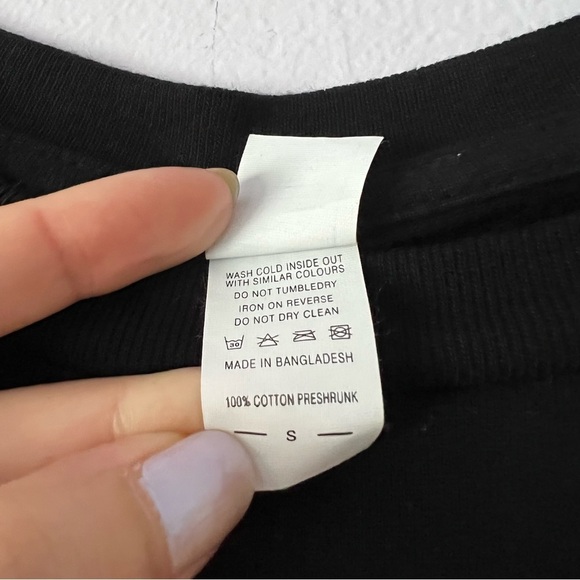 WASH COLD INSIDE OUT
WITH SIMILAR COLOURS
DO NOT TUMBLEDRY
IRON ON REVERSE
DO NOT DRY CLEAN
30
MADE IN BANGLADESH
100% COTTON PRESHRUNK
— S —